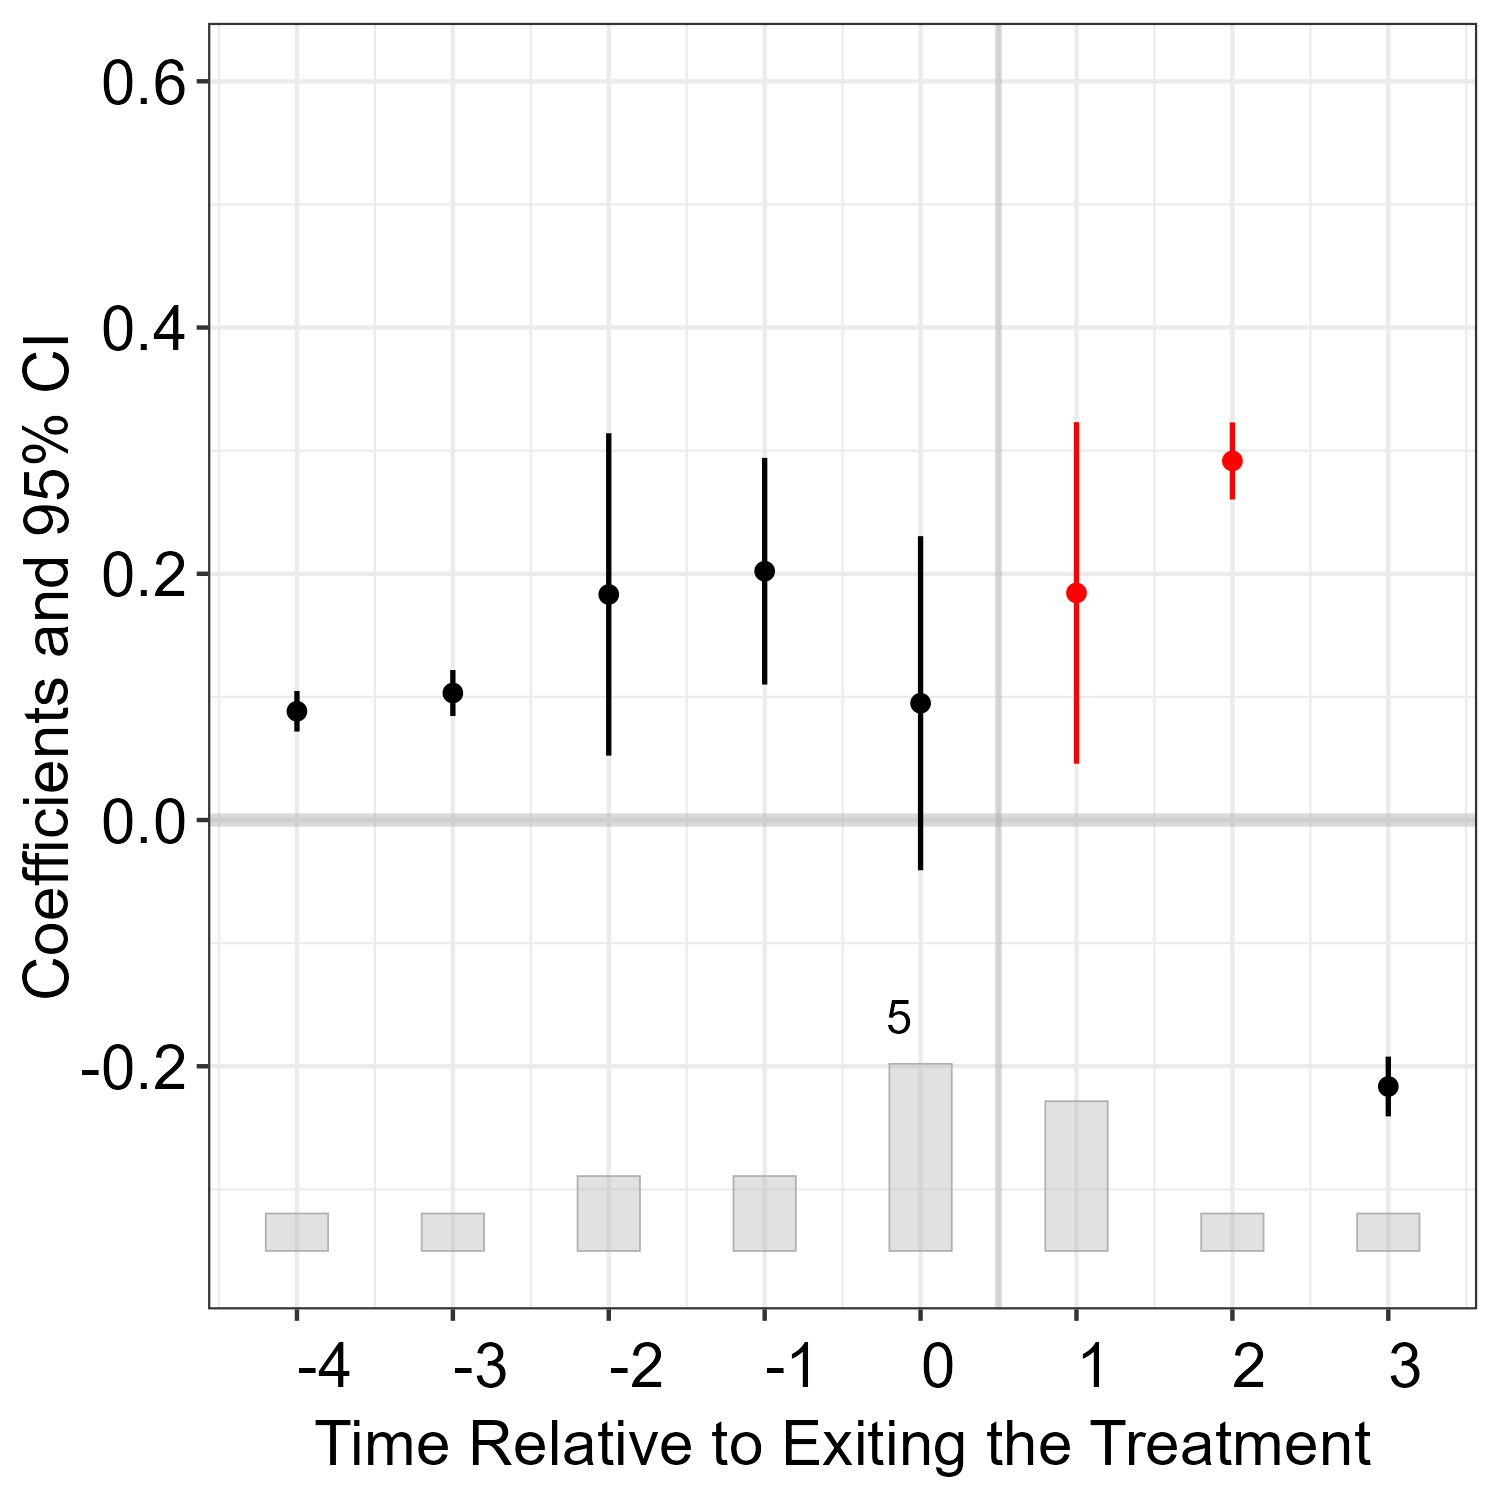 Coefficients and 95% CI
0.6
0.4
0.2
0.0
-0.2
5
-4 -3 -2 -1 0 1 2 3
Time Relative to Exiting the Treatment